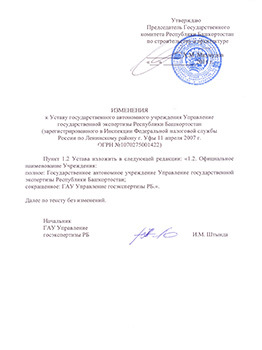 Утверждаю
Председатель Государственного
комитета Республики Башкортостан
по строительству и архитектуре
ИЗМЕНЕНИЯ
к Уставу государственного автономного учреждения Управление
государственной экспертизы Республики Башкортостан
(зарегистрированного в Инспекции Федеральной налоговой службы
России по Ленинскому району г. Уфы 11 апреля 2007 г.
ОГРН №1070275001422)
Пункт 1.2 Устава изложить в следующей редакции: «1.2. Официальное
наименование Учреждения:
полное: Государственное автономное учреждение Управление государственной
экспертизы Республики Башкортостан;
сокращенное: ГАУ Управление госэкспертизы РБ.».
Далее по тексту без изменений.
Начальник
ГАУ Управление
госэкспертизы РБ
И.М. Штында